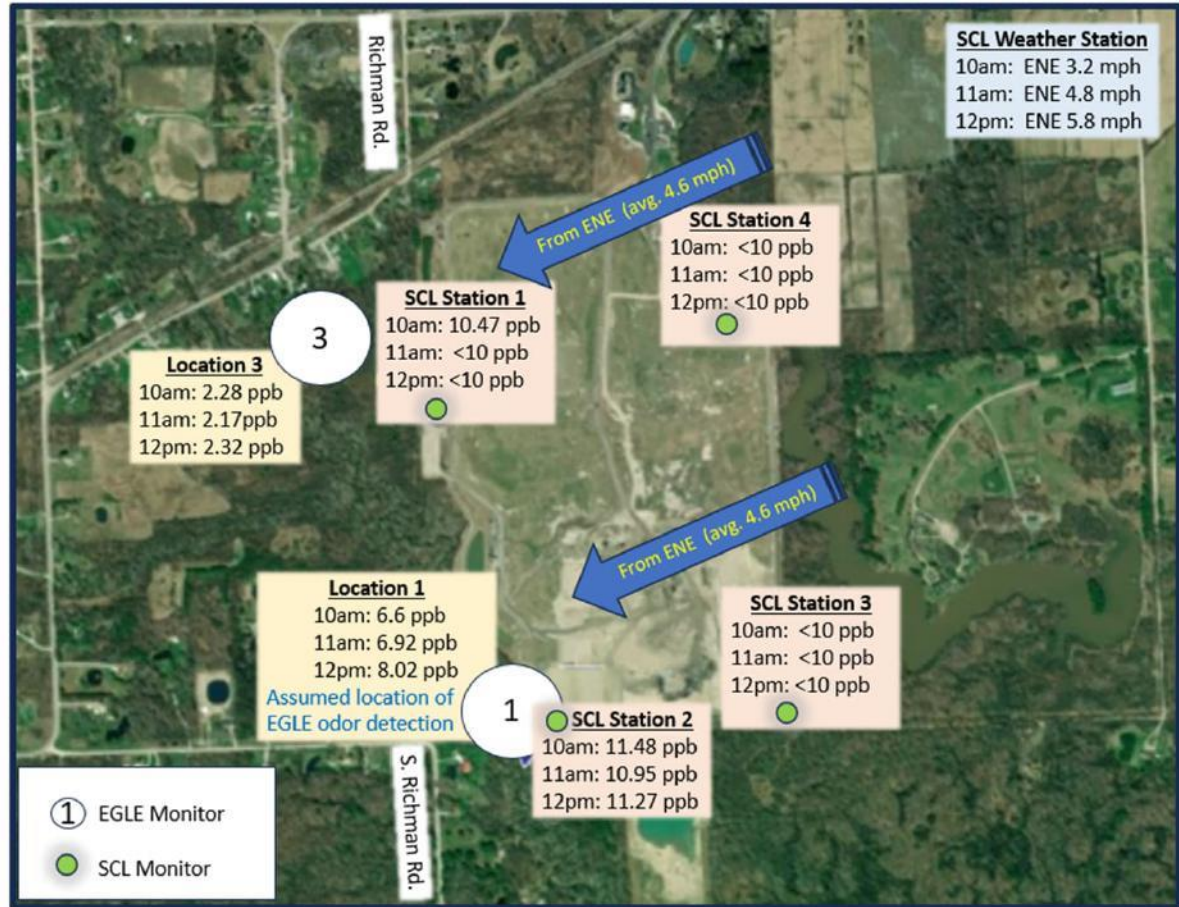 Richman Rd.
SCL Weather Station
10am: ENE 3.2 mph
11am: ENE 4.8 mph
12pm: ENE 5.8 mph
From ENE (avg. 4.6 mph)
SCL Station 4
10am: <10 ppb
11am: <10 ppb
12pm: <10 ppb
SCL Station 1
10am: 10.47 ppb
11am: <10 ppb
12pm: <10 ppb
3
Location 3
10am: 2.28 ppb
11am: 2.17ppb
12pm: 2.32 ppb
From ENE (avg. 4.6 mph)
Location 1
10am: 6.6 ppb
11am: 6.92 ppb
12pm: 8.02 ppb
Assumed location of
EGLE odor detection
1
SCL Station 3
10am: <10 ppb
11am: <10 ppb
12pm: <10 ppb
SCL Station 2
10am: 11.48 ppb
11am: 10.95 ppb
12pm: 11.27 ppb
S. Richman Rd.
1 EGLE Monitor
SCL Monitor